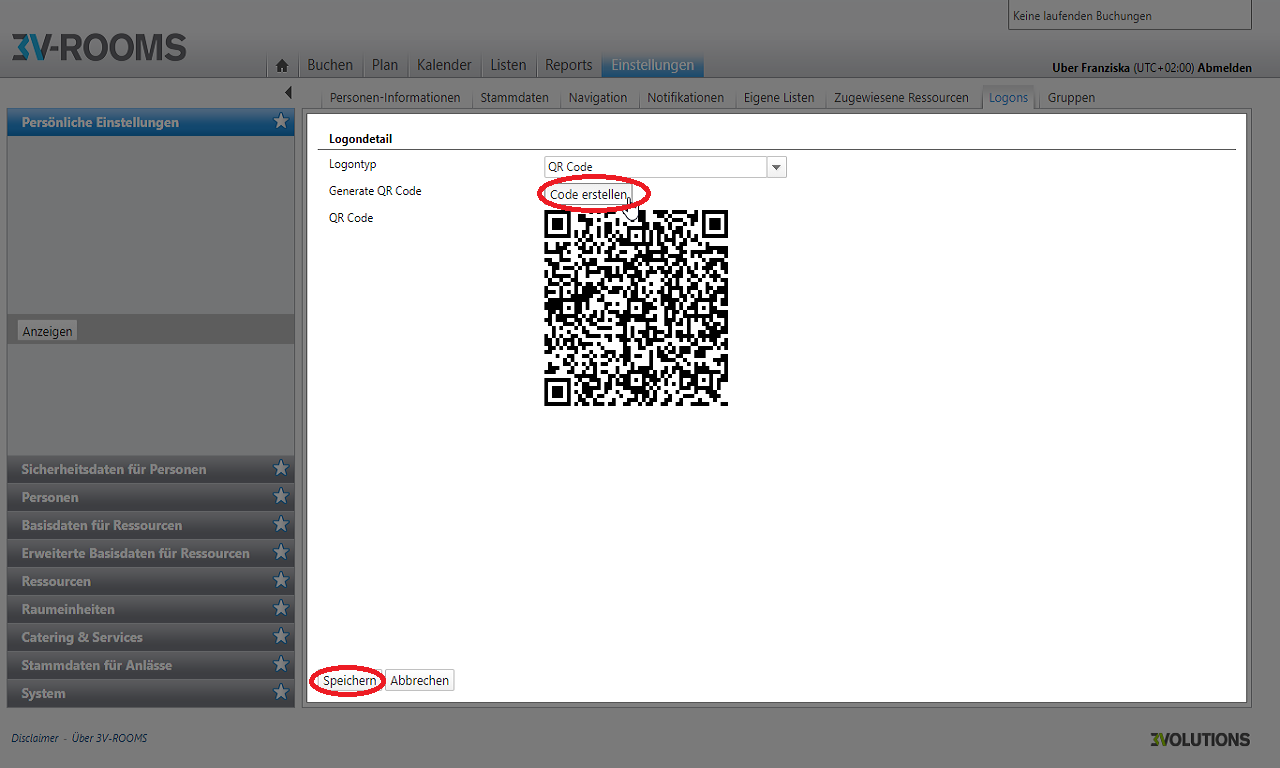 Keine laufenden Buchungen
3V-ROOMS
Buchen Plan Kalender Listen Reports Einstellungen
Uber Franziska (UTC+02:00) Abmelden
Personen-Informationen Stammdaten Navigation Notifikationen Eigene Listen Zugewiesene Ressourcen Logons Gruppen
Persönliche Einstellungen
Anzeigen
Sicherheitsdaten für Personen
Personen
Basisdaten für Ressourcen
Erweiterte Basisdaten für Ressourcen
Ressourcen
Raumeinheiten
Catering & Services
Stammdaten für Anlässe
System
Logondetail
Logontyp QR Code
Generate QR Code Code erstellen
QR Code
Speichern Abbrechen
Disclaimer - Über 3V-ROOMS
3VOLUTIONS